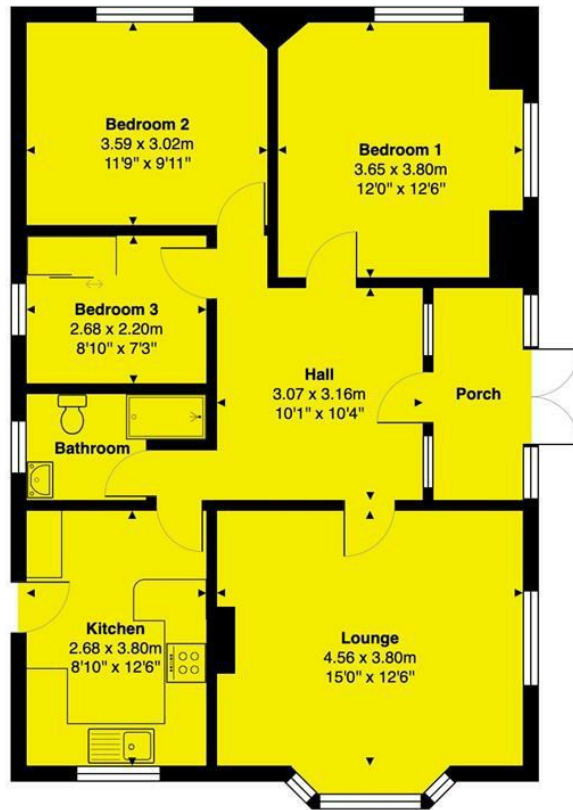 Bedroom 2
3.59 x 3.02m
11'9" x 9'11"
Bedroom 1
3.65 x 3.80m
12'0" x 12'6"
Bedroom 3
2.68 x 2.20m
8'10" x 7'3"
Hall
3.07 x 3.16m
10'1" x 10'4"
Porch
Bathroom
Kitchen
2.68 x 3.80m
8'10" x 12'6"
Lounge
4.56 x 3.80m
15'0" x 12'6"